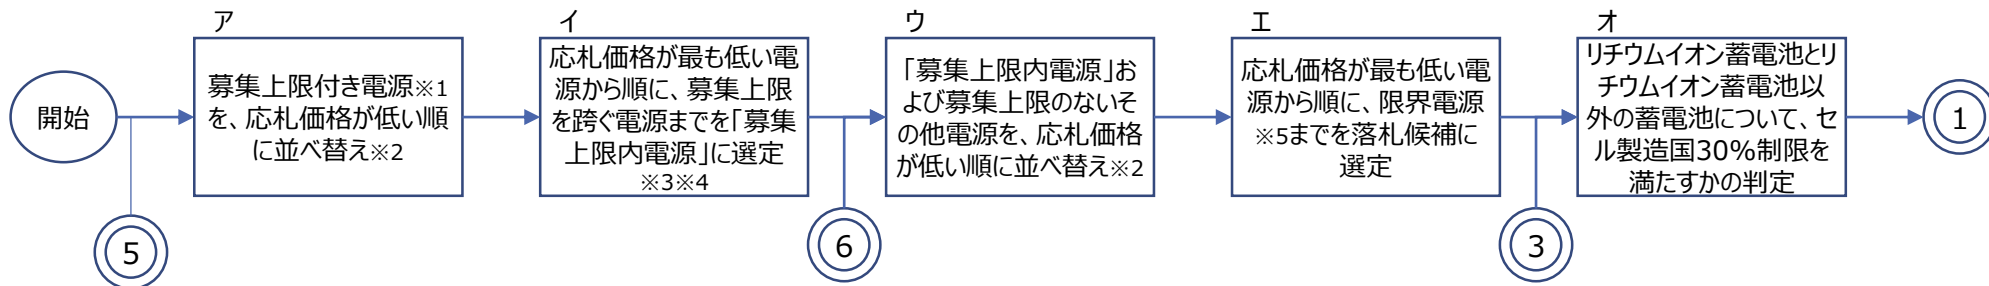 ア
イ
ウ
エ
オ
開始
募集上限付き電源※1
を、応札価格が低い順
に並べ替え※2
応札価格が最も低い電
源から順に、募集上限
を跨ぐ電源までを「募集
上限内電源」に選定
※3※4
「募集上限内電源」お
よび募集上限のないそ
の他電源を、応札価格
が低い順に並べ替え※2
応札価格が最も低い電
源から順に、限界電源
※5までを落札候補に
選定
リチウムイオン蓄電池とリ
チウムイオン蓄電池以
外の蓄電池について、セ
ル製造国30%制限を
満たすかの判定
1
5
6
3